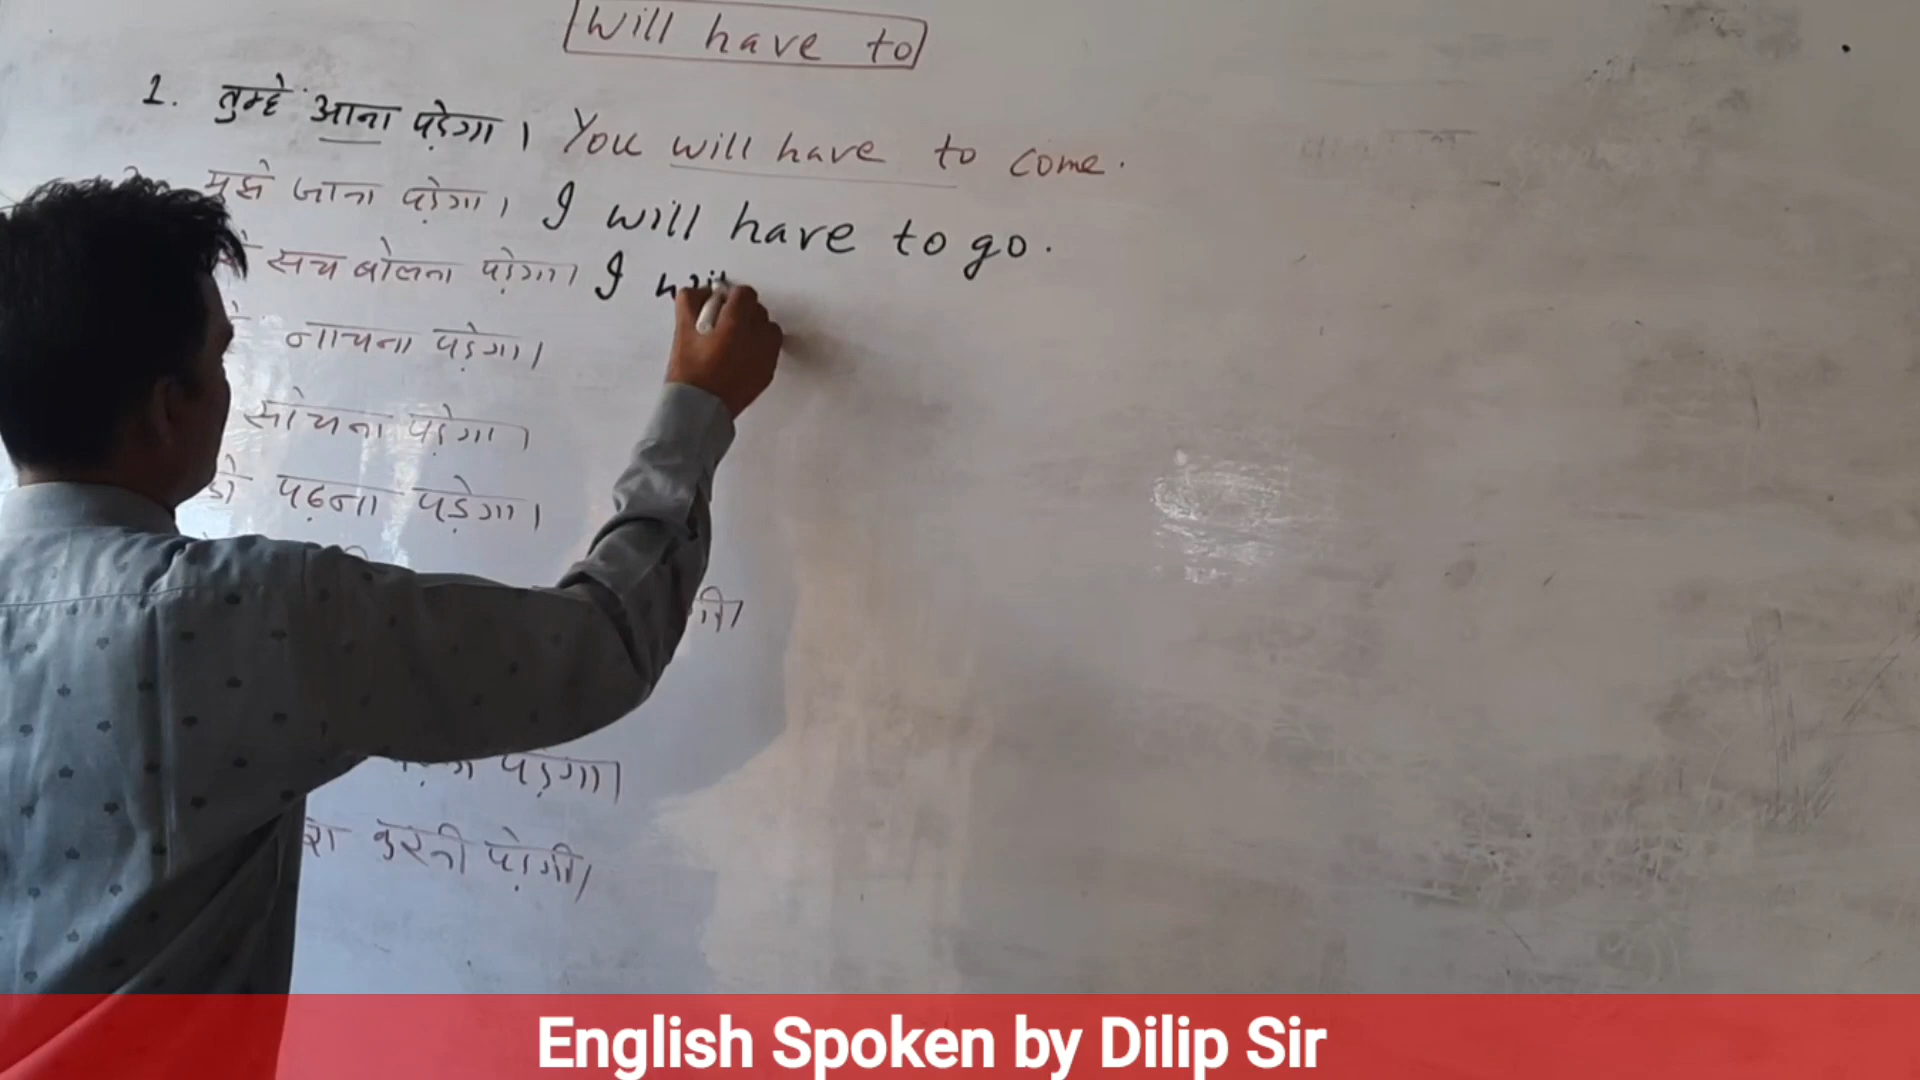 Will have to
1. तुम्हे आना पड़ेगा। You will have to come.
मुझे जाना पड़ेगा। I will have to go.
सच बोलना पड़ेगा। I
नाचना पड़ेगा।
सोचना पड़ेगा।
पढ़ना पड़ेगा।
पड़ेगा।
करनी पड़ेगी।
English Spoken by Dilip Sir